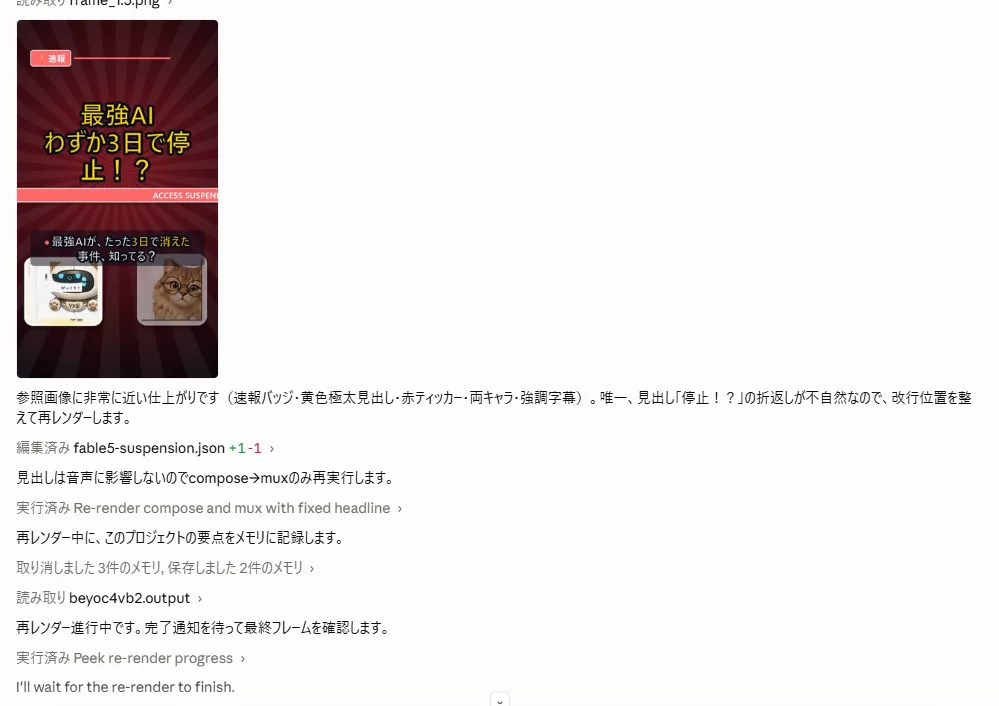 読み取り frame_1.5.png ›
速報
最強AI
わずか3日で停
止！？
ACCESS SUSPEN
●最強AIが、たった3日で消えた
事件、知ってる？
参照画像に非常に近い仕上がりです（速報バッジ・黄色極太見出し・赤ティッカー・両キャラ・強調字幕）。唯一、見出し「停止！？」の折返しが不自然なので、改行位置を整
えて再レンダーします。
編集済み fable5-suspension.json +1 -1 ›
見出しは音声に影響しないのでcompose→muxのみ再実行します。
実行済み Re-render compose and mux with fixed headline ›
再レンダー中に、このプロジェクトの要点をメモリに記録します。
取り消しました 3件のメモリ, 保存しました 2件のメモリ ›
読み取り beyoc4vb2.output ›
再レンダー進行中です。完了通知を待って最終フレームを確認します。
実行済み Peek re-render progress ›
I'll wait for the re-render to finish.